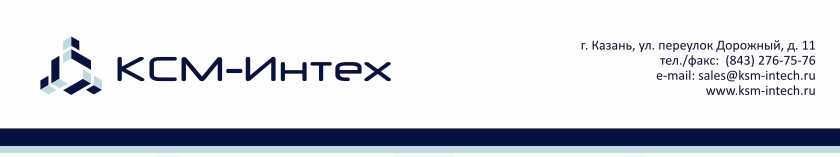 КСМ-Интех
г. Казань, ул. переулок Дорожный, д. 11
тел./факс: (843) 276-75-76
e-mail: sales@ksm-intech.ru
www.ksm-intech.ru